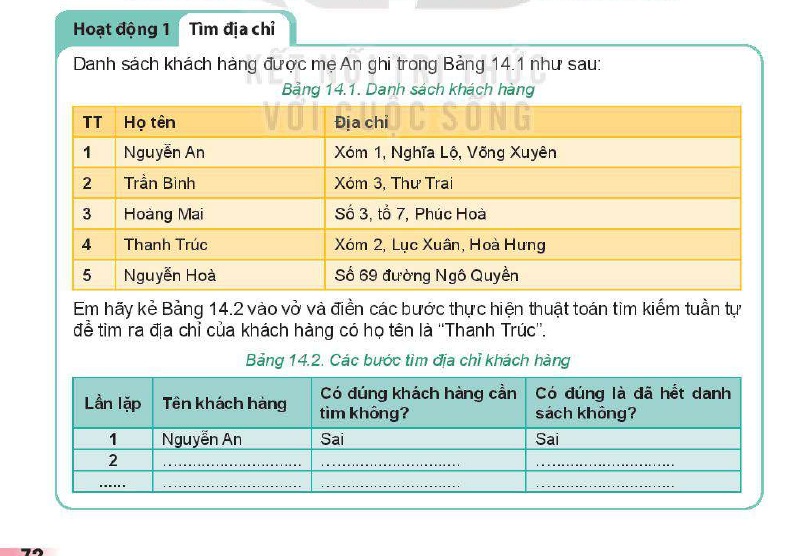 Hoạt động 1 Tìm địa chỉ
Danh sách khách hàng được mẹ An ghi trong Bảng 14.1 như sau:
KẾT NỐI TRI THỨC
Bảng 14.1. Danh sách khách hàng
VỚI CUỘC SỐNG
TT Họ tên Địa chỉ
1 Nguyễn An Xóm 1, Nghĩa Lộ, Võng Xuyên
2 Trần Bình Xóm 3, Thư Trai
3 Hoàng Mai Số 3, tổ 7, Phúc Hoà
4 Thanh Trúc Xóm 2, Lục Xuân, Hoà Hưng
5 Nguyễn Hoà Số 69 đường Ngô Quyền
Em hãy kẻ Bảng 14.2 vào vở và điền các bước thực hiện thuật toán tìm kiếm tuần tự
để tìm ra địa chỉ của khách hàng có họ tên là “Thanh Trúc”.
Bảng 14.2. Các bước tìm địa chỉ khách hàng
Lần lặp Tên khách hàng Có đúng khách hàng cần tìm không? Có đúng là đã hết danh sách không?
1 Nguyễn An Sai Sai
2 .............................. .............................. ..............................
...... .............................. .............................. ..............................
72